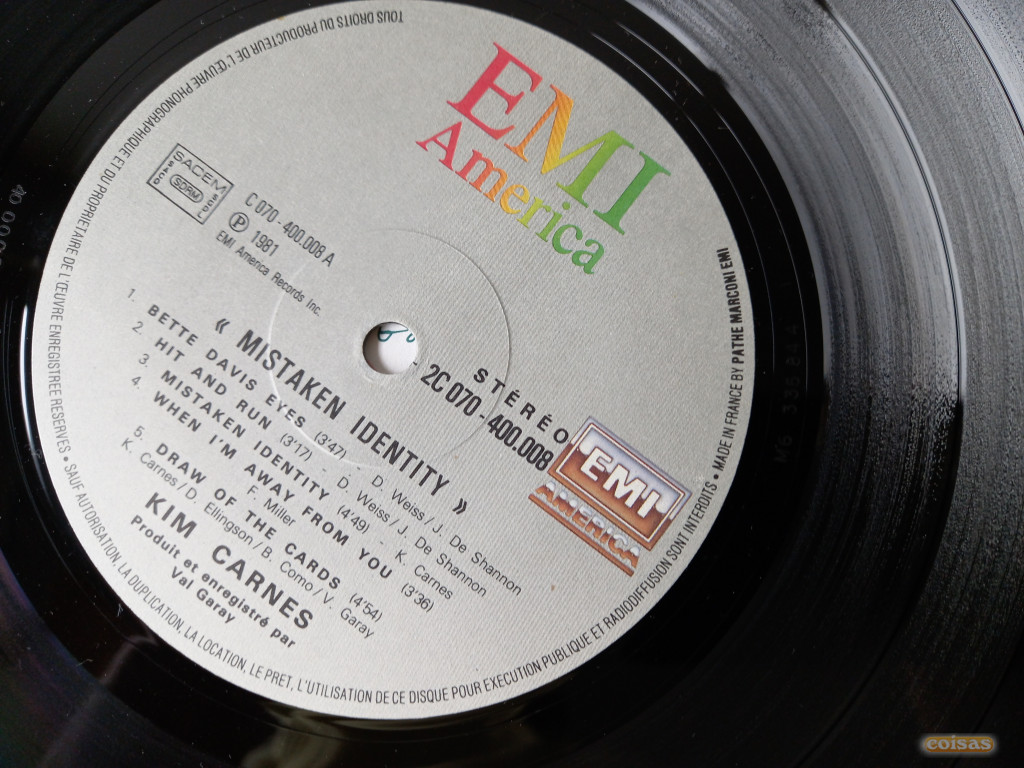 EMI
America
TOUS DROITS DU PRODUCTEUR DE L'ŒUVRE PHONOGRAPHIQUE ET DU PROPRIETAIRE DE L'ŒUVRE ENREGISTREE RESERVES • SAUF AUTORISATION, LA DUPLICATION, LA LOCATION, LE PRET, L'UTILISATION DE CE DISQUE POUR EXECUTION PUBLIQUE ET RADIODIFFUSION SONT INTERDITS • MADE IN FRANCE BY PATHE MARCONI EMI
SACEM
SACD
SDRM
SGDL
C 070 - 400.008 A
Ⓟ 1981
EMI America Records Inc.
STÉRÉO
2C 070 - 400.008
EMI
AMERICA
« MISTAKEN IDENTITY »
1. BETTE DAVIS EYES (3'47) - D. Weiss / J. De Shannon
2. HIT AND RUN (3'17) - D. Weiss / J. De Shannon
3. MISTAKEN IDENTITY (4'49) - K. Carnes
4. WHEN I'M AWAY FROM YOU (3'36)
F. Miller
5. DRAW OF THE CARDS (4'54)
K. Carnes / D. Ellingson / B. Como / V. Garay
KIM CARNES
Produit et enregistré par
Val Garay
M6 335 844
coisas